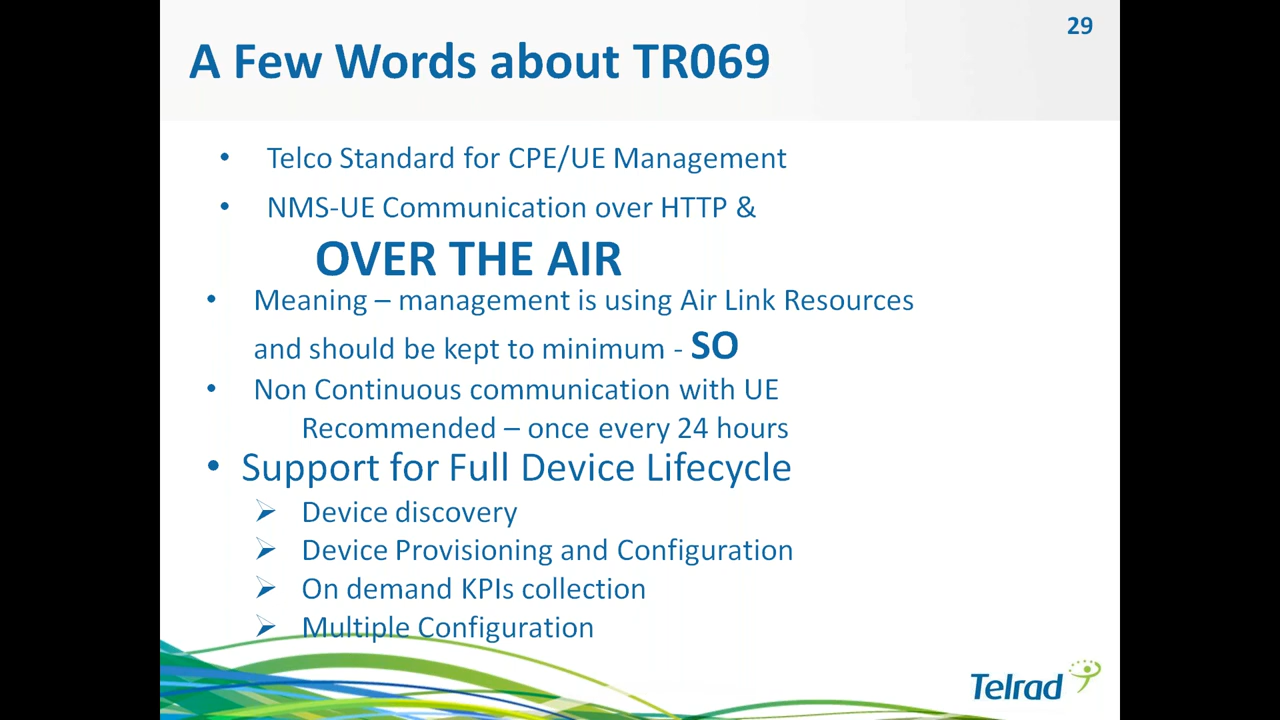 29
A Few Words about TR069
• Telco Standard for CPE/UE Management
• NMS-UE Communication over HTTP &
OVER THE AIR
• Meaning – management is using Air Link Resources
and should be kept to minimum - SO
• Non Continuous communication with UE
Recommended – once every 24 hours
• Support for Full Device Lifecycle
➢ Device discovery
➢ Device Provisioning and Configuration
➢ On demand KPIs collection
➢ Multiple Configuration
Telrad